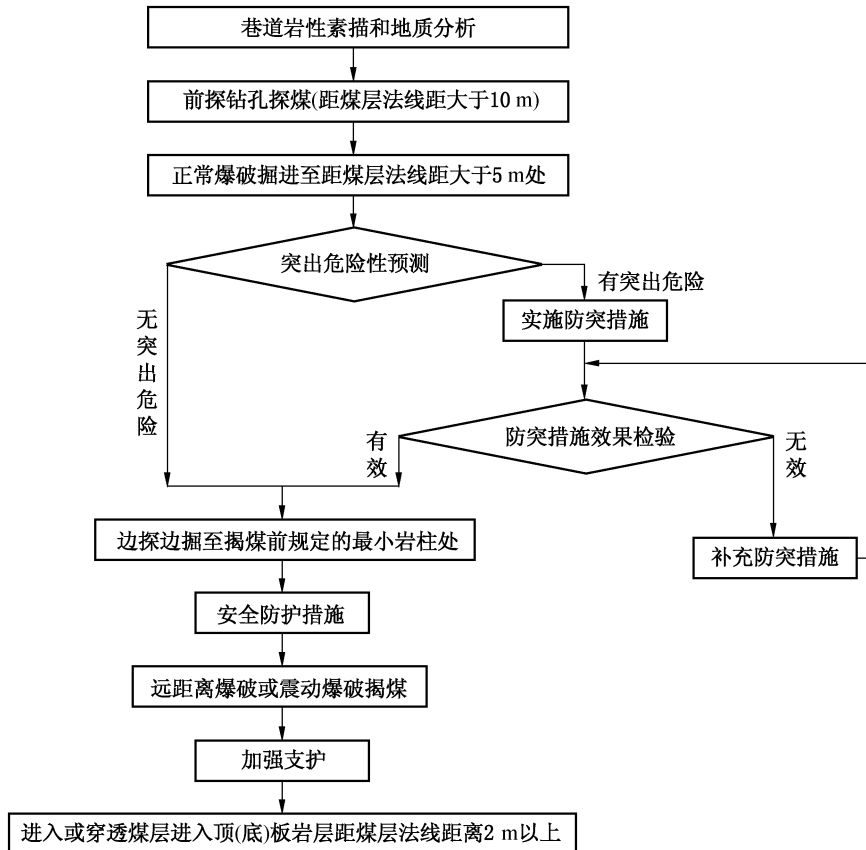 巷道岩性素描和地质分析
前探钻孔探煤(距煤层法线距大于10 m)
正常爆破掘进至距煤层法线距大于5 m处
突出危险性预测
有突出危险
无突出危险
实施防突措施
防突措施效果检验
有效
无效
边探边掘至揭煤前规定的最小岩柱处
补充防突措施
安全防护措施
远距离爆破或震动爆破揭煤
加强支护
进入或穿透煤层进入顶(底)板岩层距煤层法线距离2 m以上